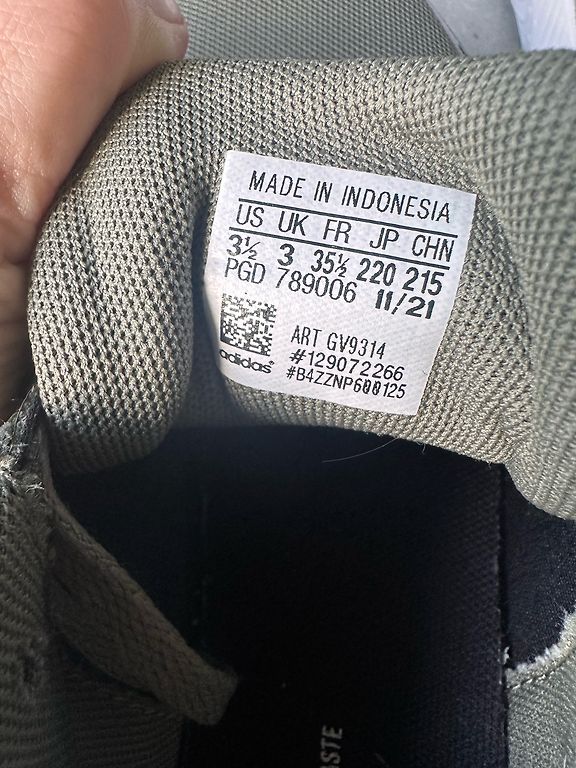 MADE IN INDONESIA
US UK FR JP CHN
3½ 3 35½ 220 215
PGD 789006 11/21
ART GV9314
#129072266
adidas
#B4ZZNP600125